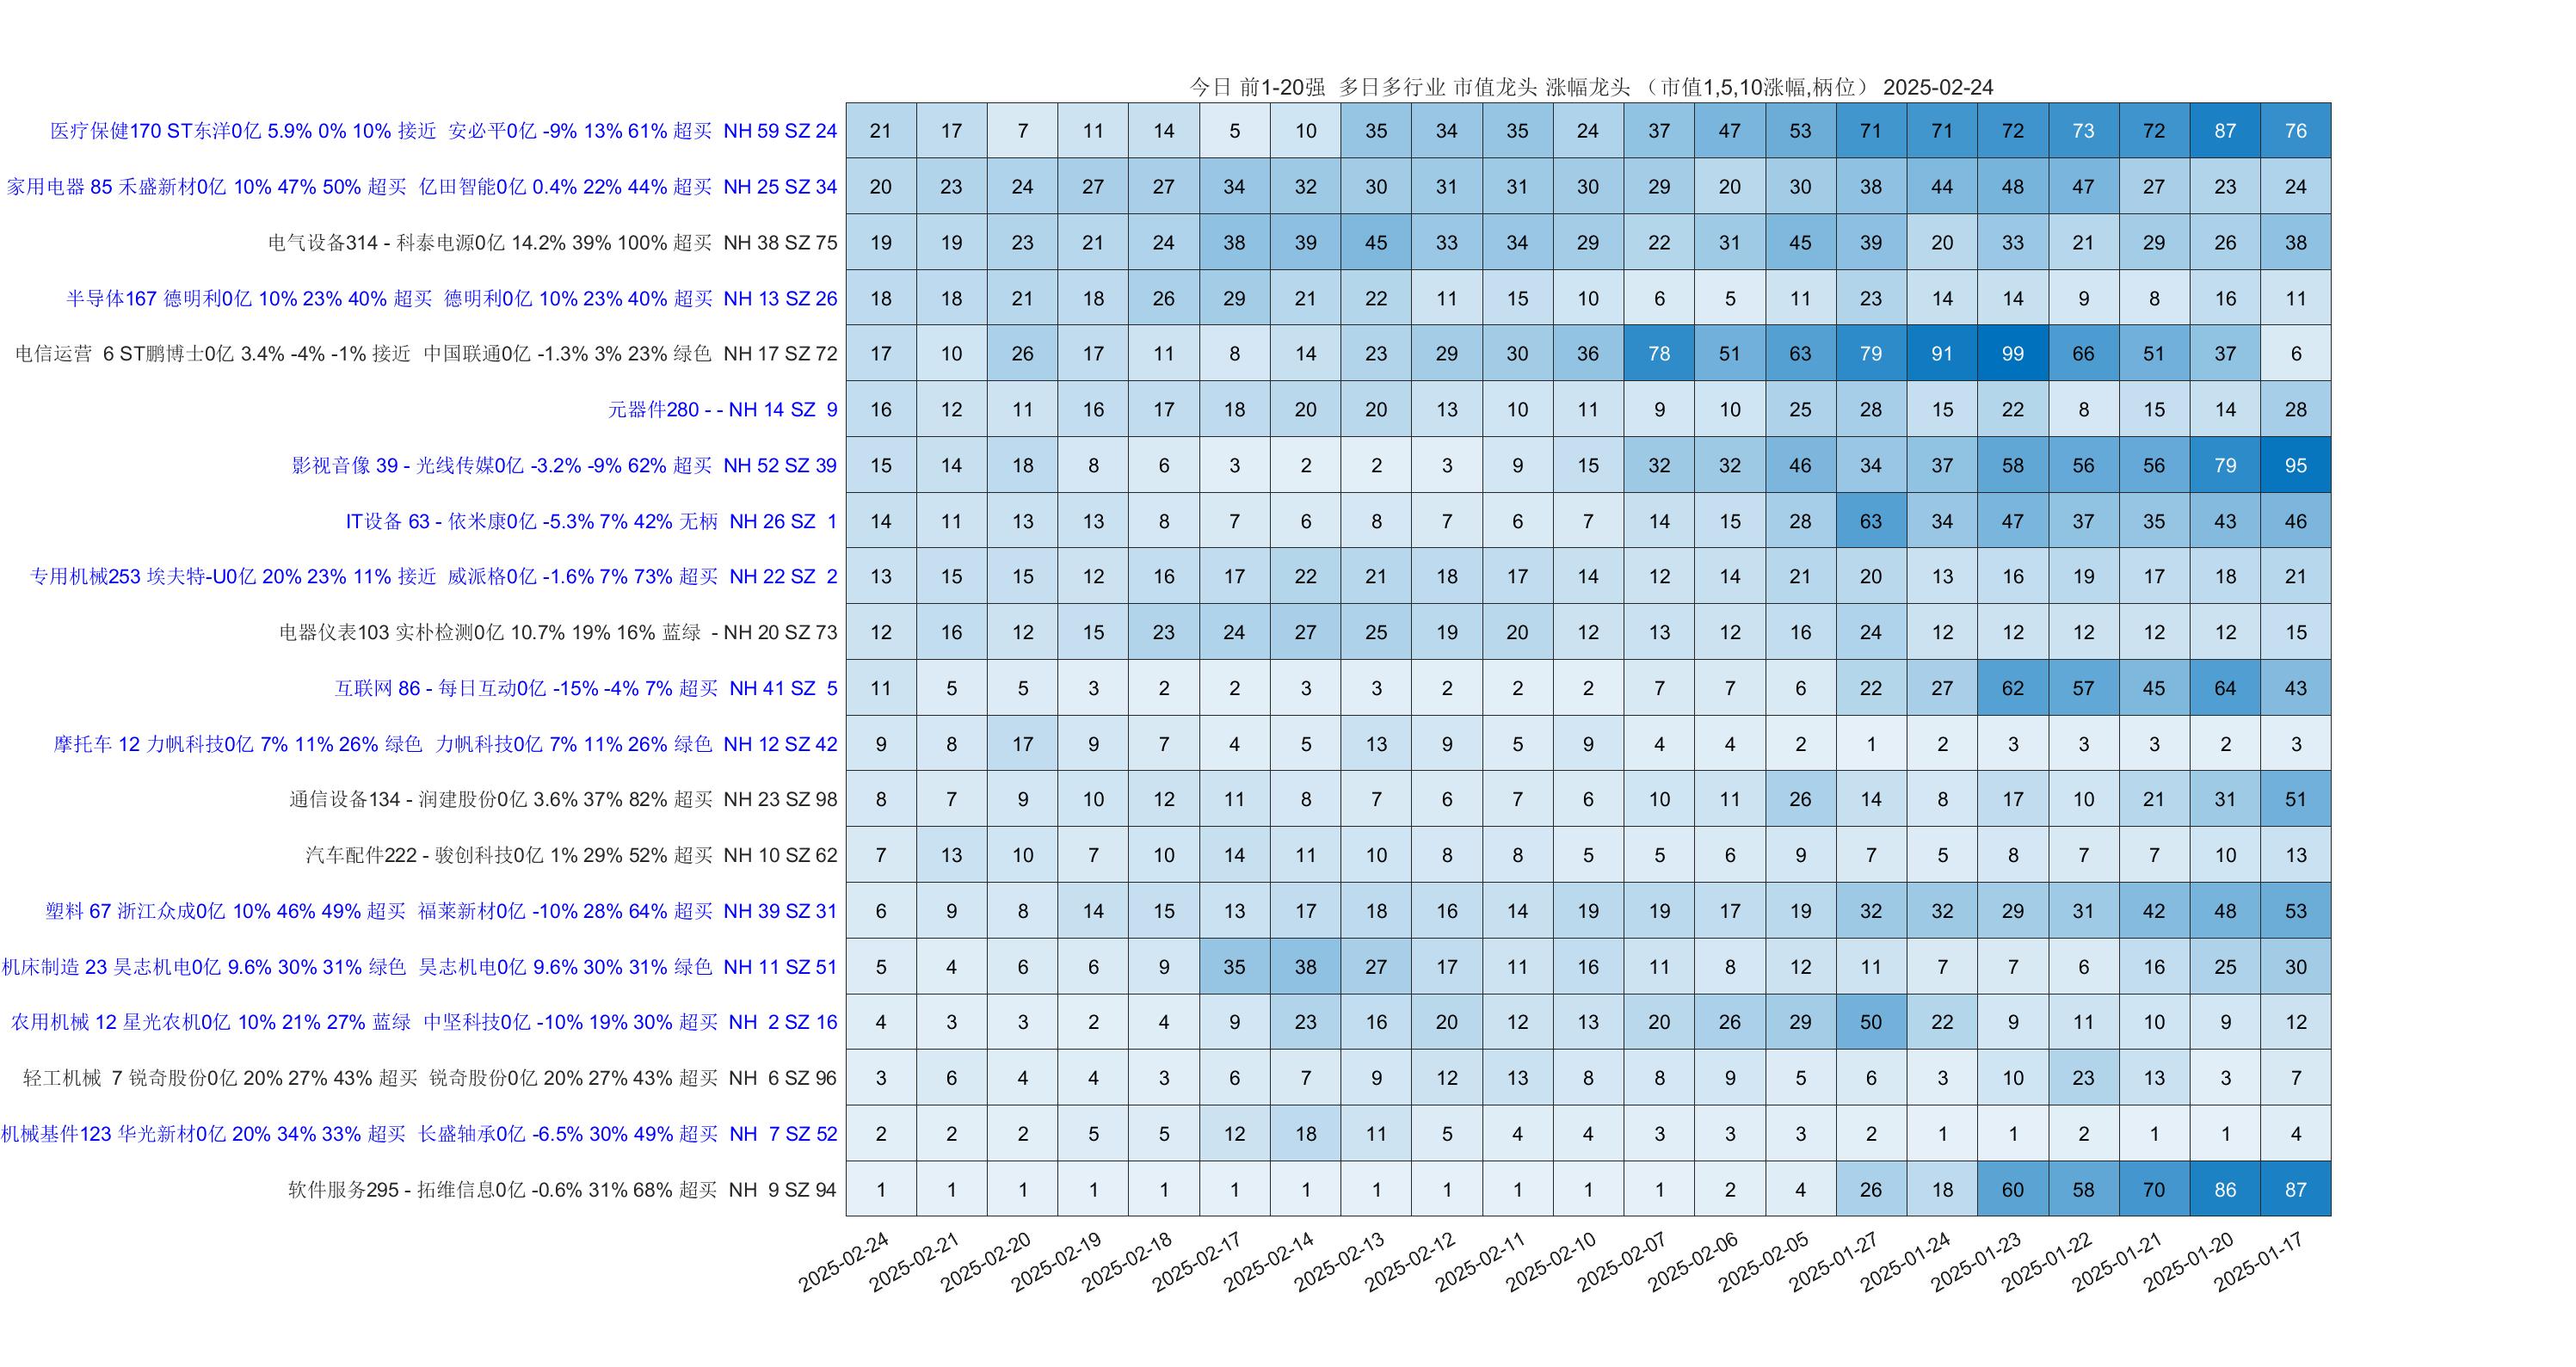 今日 前1-20强 多日多行业 市值龙头 涨幅龙头 （市值1,5,10涨幅,柄位） 2025-02-24
医疗保健170 ST东洋0亿 5.9% 0% 10% 接近 安必平0亿 -9% 13% 61% 超买 NH 59 SZ 24 21 17 7 11 14 5 10 35 34 35 24 37 47 53 71 71 72 73 72 87 76
家用电器 85 禾盛新材0亿 10% 47% 50% 超买 亿田智能0亿 0.4% 22% 44% 超买 NH 25 SZ 34 20 23 24 27 27 34 32 30 31 31 30 29 20 30 38 44 48 47 27 23 24
电气设备314 - 科泰电源0亿 14.2% 39% 100% 超买 NH 38 SZ 75 19 19 23 21 24 38 39 45 33 34 29 22 31 45 39 20 33 21 29 26 38
半导体167 德明利0亿 10% 23% 40% 超买 德明利0亿 10% 23% 40% 超买 NH 13 SZ 26 18 18 21 18 26 29 21 22 11 15 10 6 5 11 23 14 14 9 8 16 11
电信运营 6 ST鹏博士0亿 3.4% -4% -1% 接近 中国联通0亿 -1.3% 3% 23% 绿色 NH 17 SZ 72 17 10 26 17 11 8 14 23 29 30 36 78 51 63 79 91 99 66 51 37 6
元器件280 - - NH 14 SZ 9 16 12 11 16 17 18 20 20 13 10 11 9 10 25 28 15 22 8 15 14 28
影视音像 39 - 光线传媒0亿 -3.2% -9% 62% 超买 NH 52 SZ 39 15 14 18 8 6 3 2 2 3 9 15 32 32 46 34 37 58 56 56 79 95
IT设备 63 - 依米康0亿 -5.3% 7% 42% 无柄 NH 26 SZ 1 14 11 13 13 8 7 6 8 7 6 7 14 15 28 63 34 47 37 35 43 46
专用机械253 埃夫特-U0亿 20% 23% 11% 接近 威派格0亿 -1.6% 7% 73% 超买 NH 22 SZ 2 13 15 15 12 16 17 22 21 18 17 14 12 14 21 20 13 16 19 17 18 21
电器仪表103 实朴检测0亿 10.7% 19% 16% 蓝绿 - NH 20 SZ 73 12 16 12 15 23 24 27 25 19 20 12 13 12 16 24 12 12 12 12 12 15
互联网 86 - 每日互动0亿 -15% -4% 7% 超买 NH 41 SZ 5 11 5 5 3 2 2 3 3 2 2 2 7 7 6 22 27 62 57 45 64 43
摩托车 12 力帆科技0亿 7% 11% 26% 绿色 力帆科技0亿 7% 11% 26% 绿色 NH 12 SZ 42 9 8 17 9 7 4 5 13 9 5 9 4 4 2 1 2 3 3 3 2 3
通信设备134 - 润建股份0亿 3.6% 37% 82% 超买 NH 23 SZ 98 8 7 9 10 12 11 8 7 6 7 6 10 11 26 14 8 17 10 21 31 51
汽车配件222 - 骏创科技0亿 1% 29% 52% 超买 NH 10 SZ 62 7 13 10 7 10 14 11 10 8 8 5 5 6 9 7 5 8 7 7 10 13
塑料 67 浙江众成0亿 10% 46% 49% 超买 福莱新材0亿 -10% 28% 64% 超买 NH 39 SZ 31 6 9 8 14 15 13 17 18 16 14 19 19 17 19 32 32 29 31 42 48 53
机床制造 23 昊志机电0亿 9.6% 30% 31% 绿色 昊志机电0亿 9.6% 30% 31% 绿色 NH 11 SZ 51 5 4 6 6 9 35 38 27 17 11 16 11 8 12 11 7 7 6 16 25 30
农用机械 12 星光农机0亿 10% 21% 27% 蓝绿 中坚科技0亿 -10% 19% 30% 超买 NH 2 SZ 16 4 3 3 2 4 9 23 16 20 12 13 20 26 29 50 22 9 11 10 9 12
轻工机械 7 锐奇股份0亿 20% 27% 43% 超买 锐奇股份0亿 20% 27% 43% 超买 NH 6 SZ 96 3 6 4 4 3 6 7 9 12 13 8 8 9 5 6 3 10 23 13 3 7
机械基件123 华光新材0亿 20% 34% 33% 超买 长盛轴承0亿 -6.5% 30% 49% 超买 NH 7 SZ 52 2 2 2 5 5 12 18 11 5 4 4 3 3 3 2 1 1 2 1 1 4
软件服务295 - 拓维信息0亿 -0.6% 31% 68% 超买 NH 9 SZ 94 1 1 1 1 1 1 1 1 1 1 1 1 2 4 26 18 60 58 70 86 87
2025-02-24 2025-02-21 2025-02-20 2025-02-19 2025-02-18 2025-02-17 2025-02-14 2025-02-13 2025-02-12 2025-02-11 2025-02-10 2025-02-07 2025-02-06 2025-02-05 2025-01-27 2025-01-24 2025-01-23 2025-01-22 2025-01-21 2025-01-20 2025-01-17